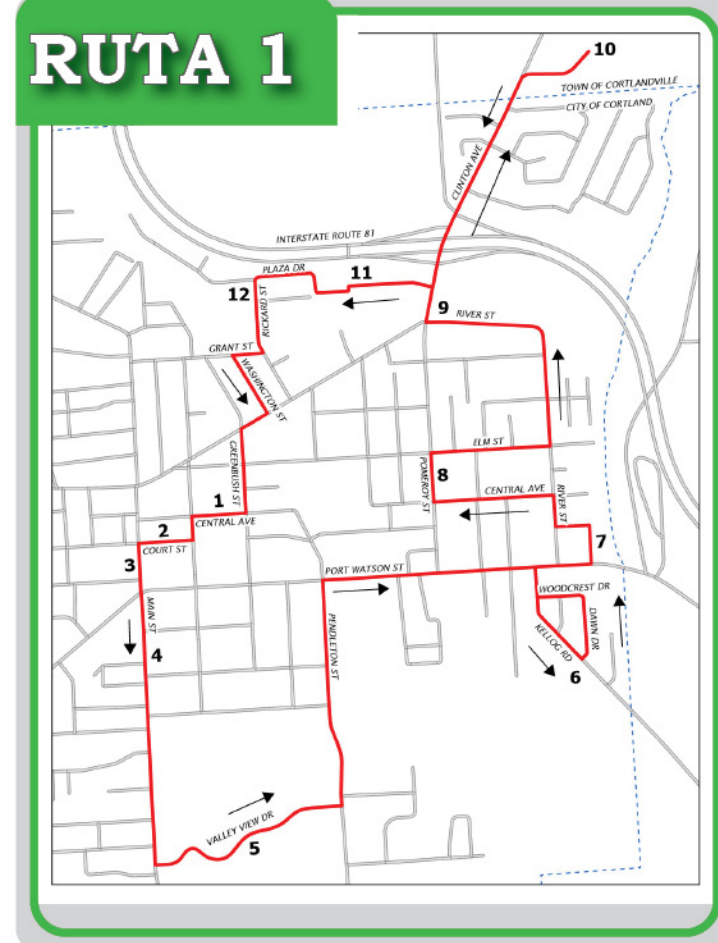 RUTA 1
10
TOWN OF CORTLANDVILLE
CITY OF CORTLAND
CLINTON AVE
INTERSTATE ROUTE 81
PLAZA DR
11
12
RICKARD ST
9
RIVER ST
GRANT ST
WASHINGTON ST
GREENBUSH ST
ELM ST
POMEROY ST
8
CENTRAL AVE
RIVER ST
1
CENTRAL AVE
2
COURT ST
3
7
PORT WATSON ST
WOODCREST DR
DAWN DR
KELLOG RD
6
MAIN ST
4
PENDLETON ST
VALLEY VIEW DR
5